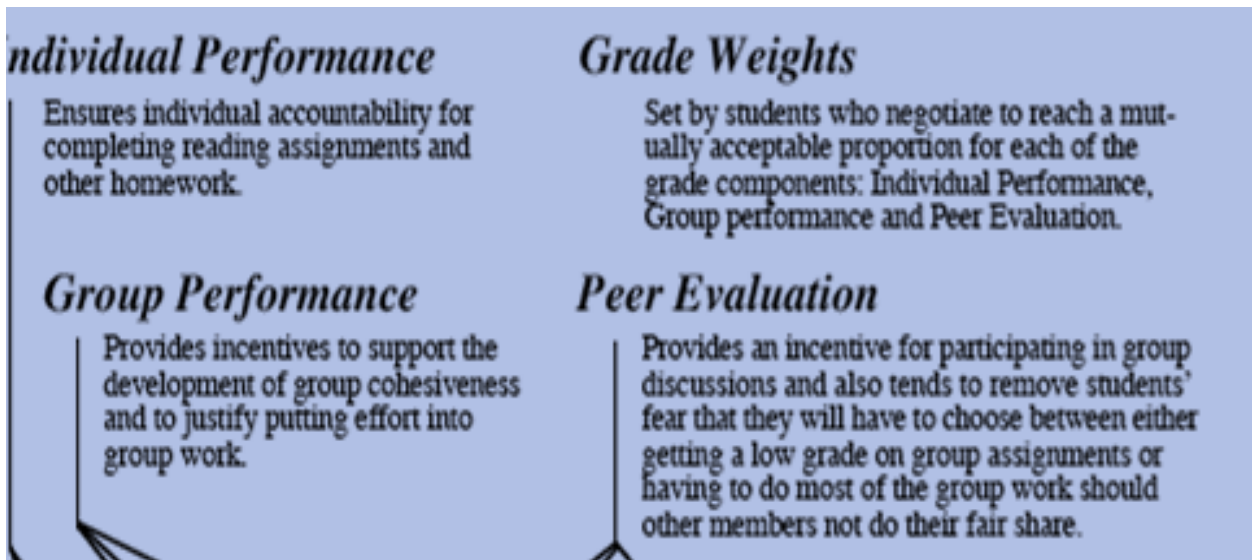 ndividual Performance
Ensures individual accountability for
completing reading assignments and
other homework.
Grade Weights
Set by students who negotiate to reach a mut-
ually acceptable proportion for each of the
grade components: Individual Performance,
Group performance and Peer Evaluation.
Group Performance
Provides incentives to support the
development of group cohesiveness
and to justify putting effort into
group work.
Peer Evaluation
Provides an incentive for participating in group
discussions and also tends to remove students’
fear that they will have to choose between either
getting a low grade on group assignments or
having to do most of the group work should
other members not do their fair share.